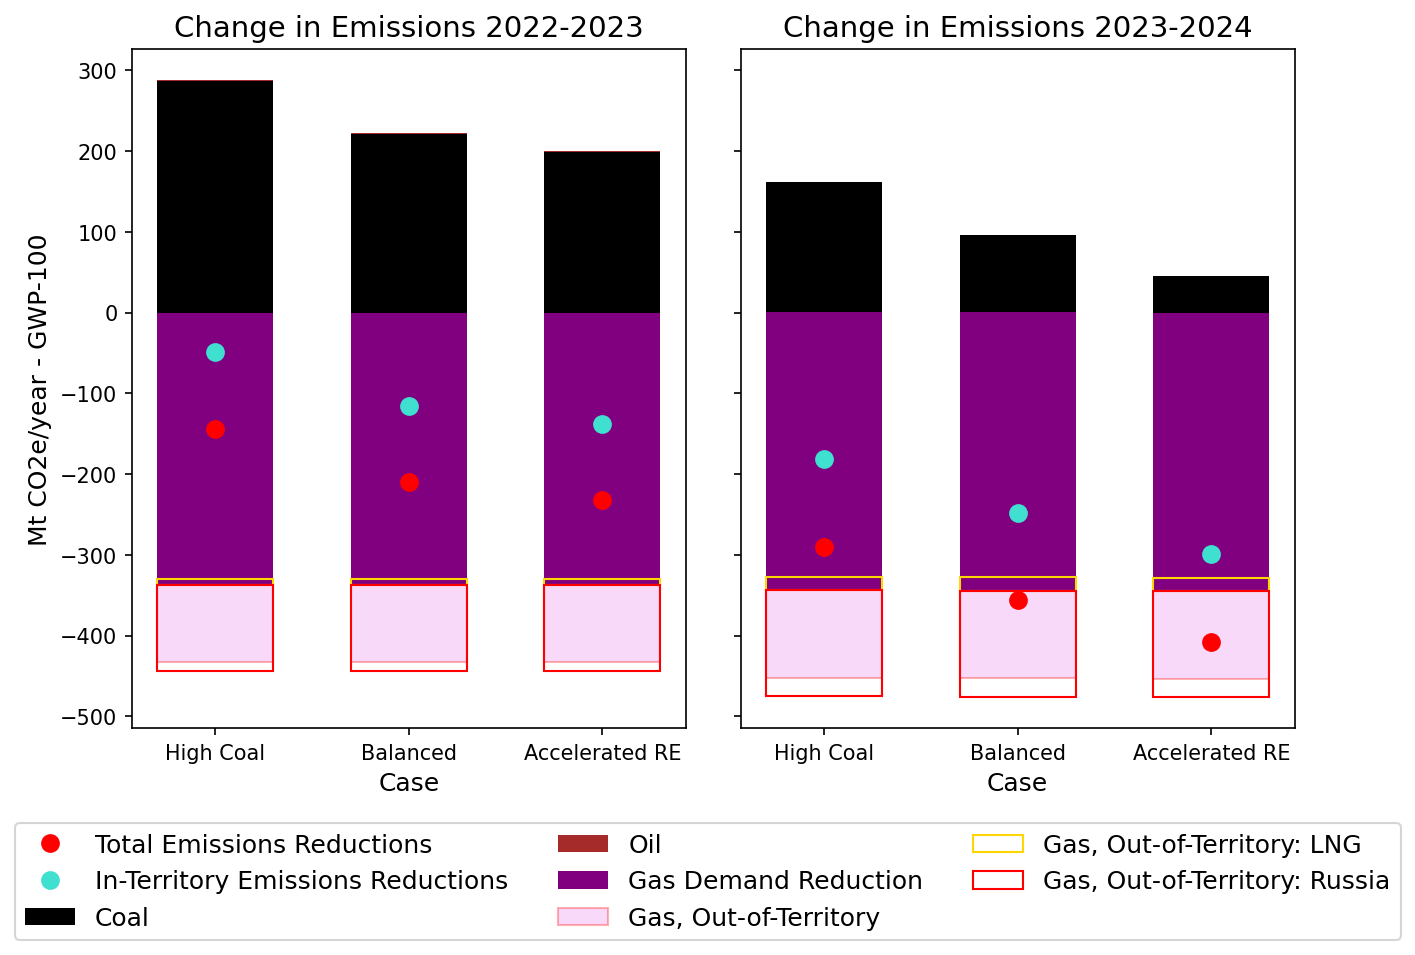 Change in Emissions 2022-2023
Change in Emissions 2023-2024
Mt CO2e/year - GWP-100
300
200
100
0
−100
−200
−300
−400
−500
High Coal
Balanced
Accelerated RE
High Coal
Balanced
Accelerated RE
Case
Case
Total Emissions Reductions
In-Territory Emissions Reductions
Coal
Oil
Gas Demand Reduction
Gas, Out-of-Territory
Gas, Out-of-Territory: LNG
Gas, Out-of-Territory: Russia